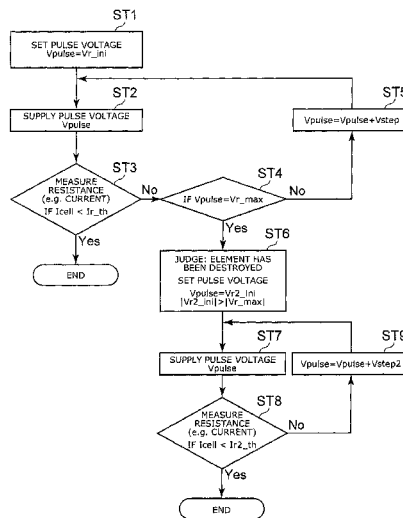 ST1
SET PULSE VOLTAGE
Vpulse=Vr_ini
ST2
SUPPLY PULSE VOLTAGE
Vpulse
ST5
Vpulse=Vpulse+Vstep
ST3
MEASURE
RESISTANCE
(e.g. CURRENT)
IF Icell < Ir_th
No
Yes
END
ST4
IF Vpulse=Vr_max
No
Yes
ST6
JUDGE: ELEMENT HAS
BEEN DESTROYED
SET PULSE VOLTAGE
Vpulse=Vr2_ini
|Vr2_ini|>|Vr_max|
ST7
SUPPLY PULSE VOLTAGE
Vpulse
ST9
Vpulse=Vpulse+Vstep2
ST8
MEASURE
RESISTANCE
(e.g. CURRENT)
IF Icell < Ir2_th
No
Yes
END